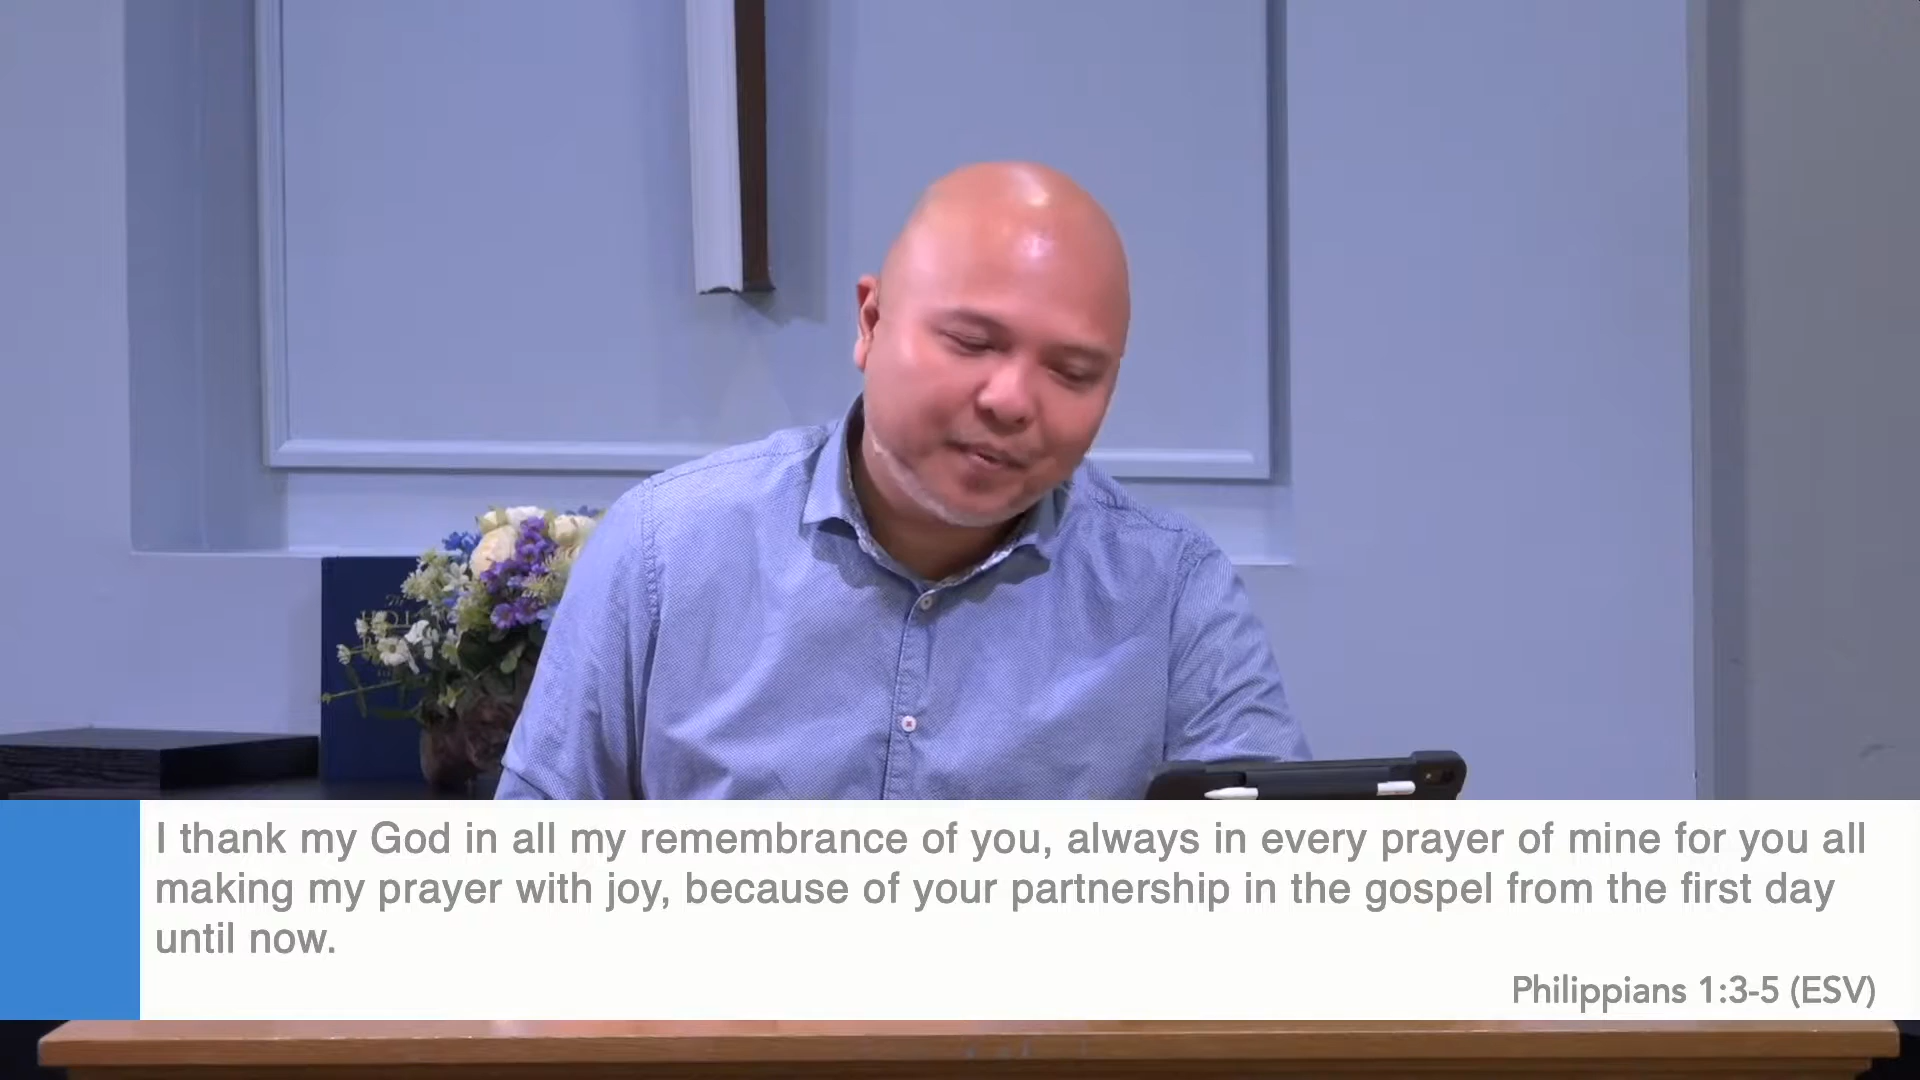 The
HOL
I thank my God in all my remembrance of you, always in every prayer of mine for you all
making my prayer with joy, because of your partnership in the gospel from the first day
until now.
Philippians 1:3-5 (ESV)